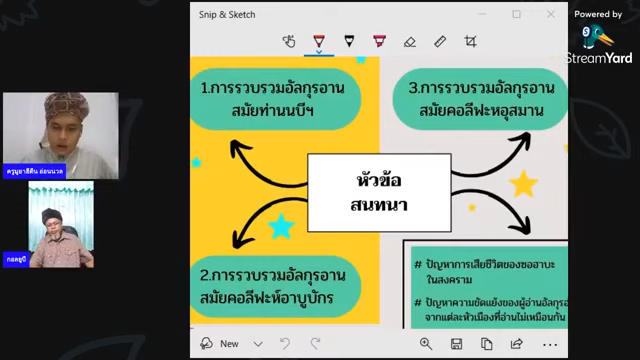 Snip & Sketch
Powered by
StreamYard
1.การรวบรวมอัลกุรอาน
สมัยท่านนบีฯ
3.การรวบรวมอัลกุรอาน
สมัยคอลีฟะหอุสมาน
หัวข้อ
สนทนา
2.การรวบรวมอัลกุรอาน
สมัยคอลีฟะห์อาบูบักร
# ปัญหาการเสียชีวิตของซออาบะ
ในสงคราม
# ปัญหาความขัดแย้งของผู้อ่านอัลกุรอ
จากแต่ละหัวเมืองที่อ่านไม่เหมือนกัน
ครูมูฮาฮีดีน อ่อนนวล
กอลยูบี
New